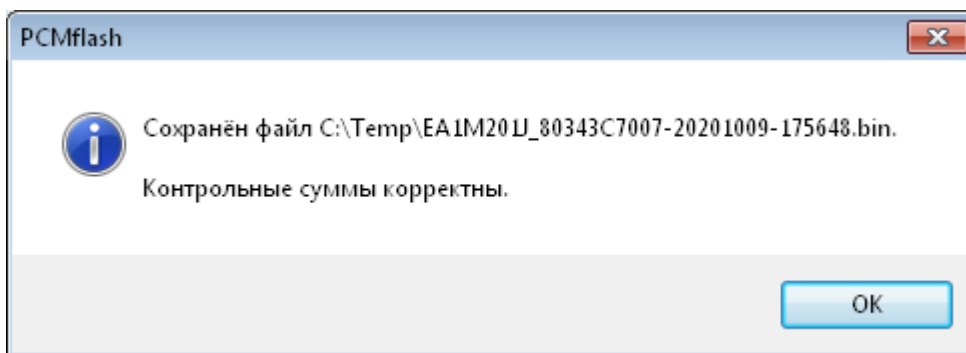 PCMflash
Сохранён файл C:\Temp\EA1M201J_80343C7007-20201009-175648.bin.
Контрольные суммы корректны.
OK